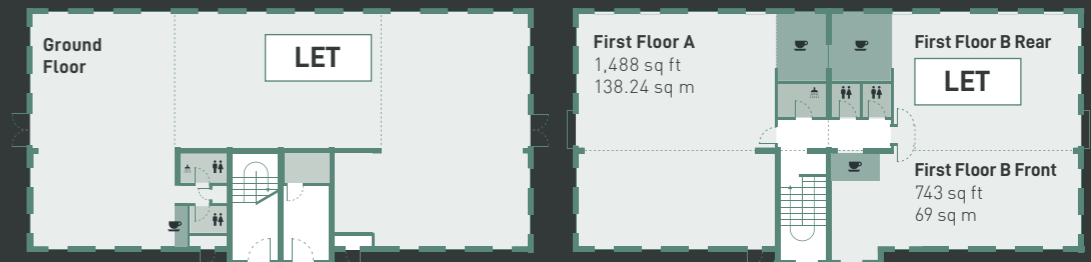 Ground
Floor
LET
First Floor A
1,488 sq ft
138.24 sq m
First Floor B Rear
LET
First Floor B Front
743 sq ft
69 sq m